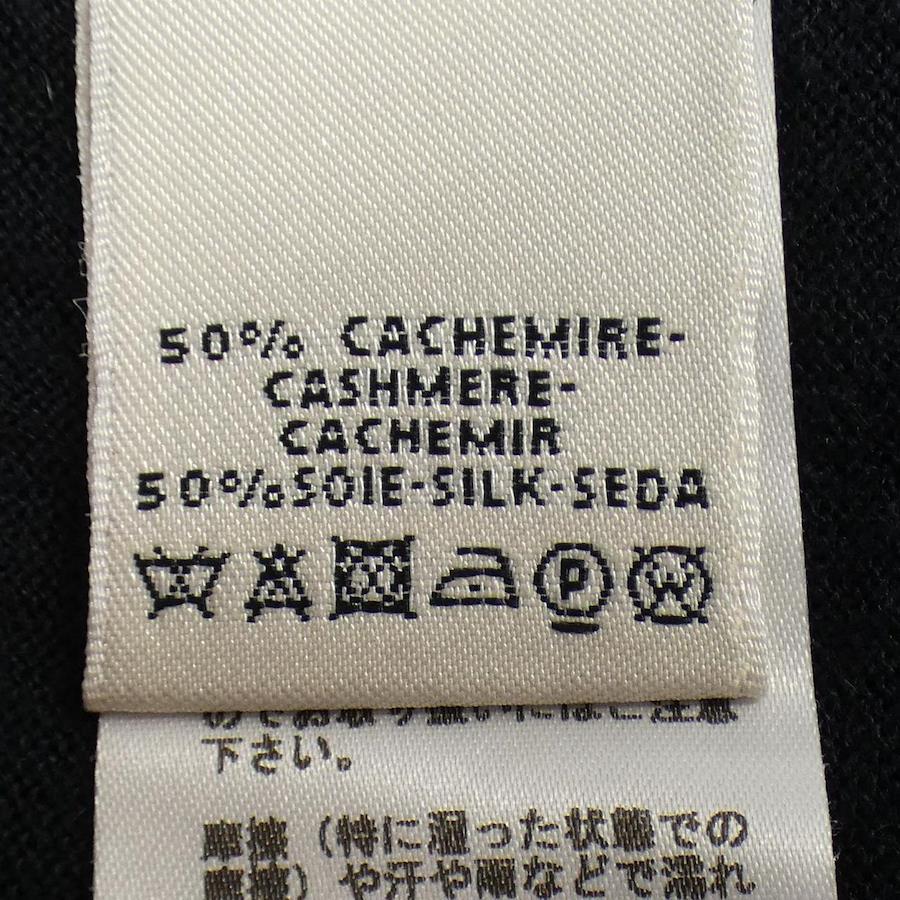 50% CACHEMIRE-
CASHMERE-
CACHEMIR
50%SOIE-SILK-SEDA
P W
下さい。
摩擦（特に湿った状態での
摩擦）や汗や雨などで濡れ